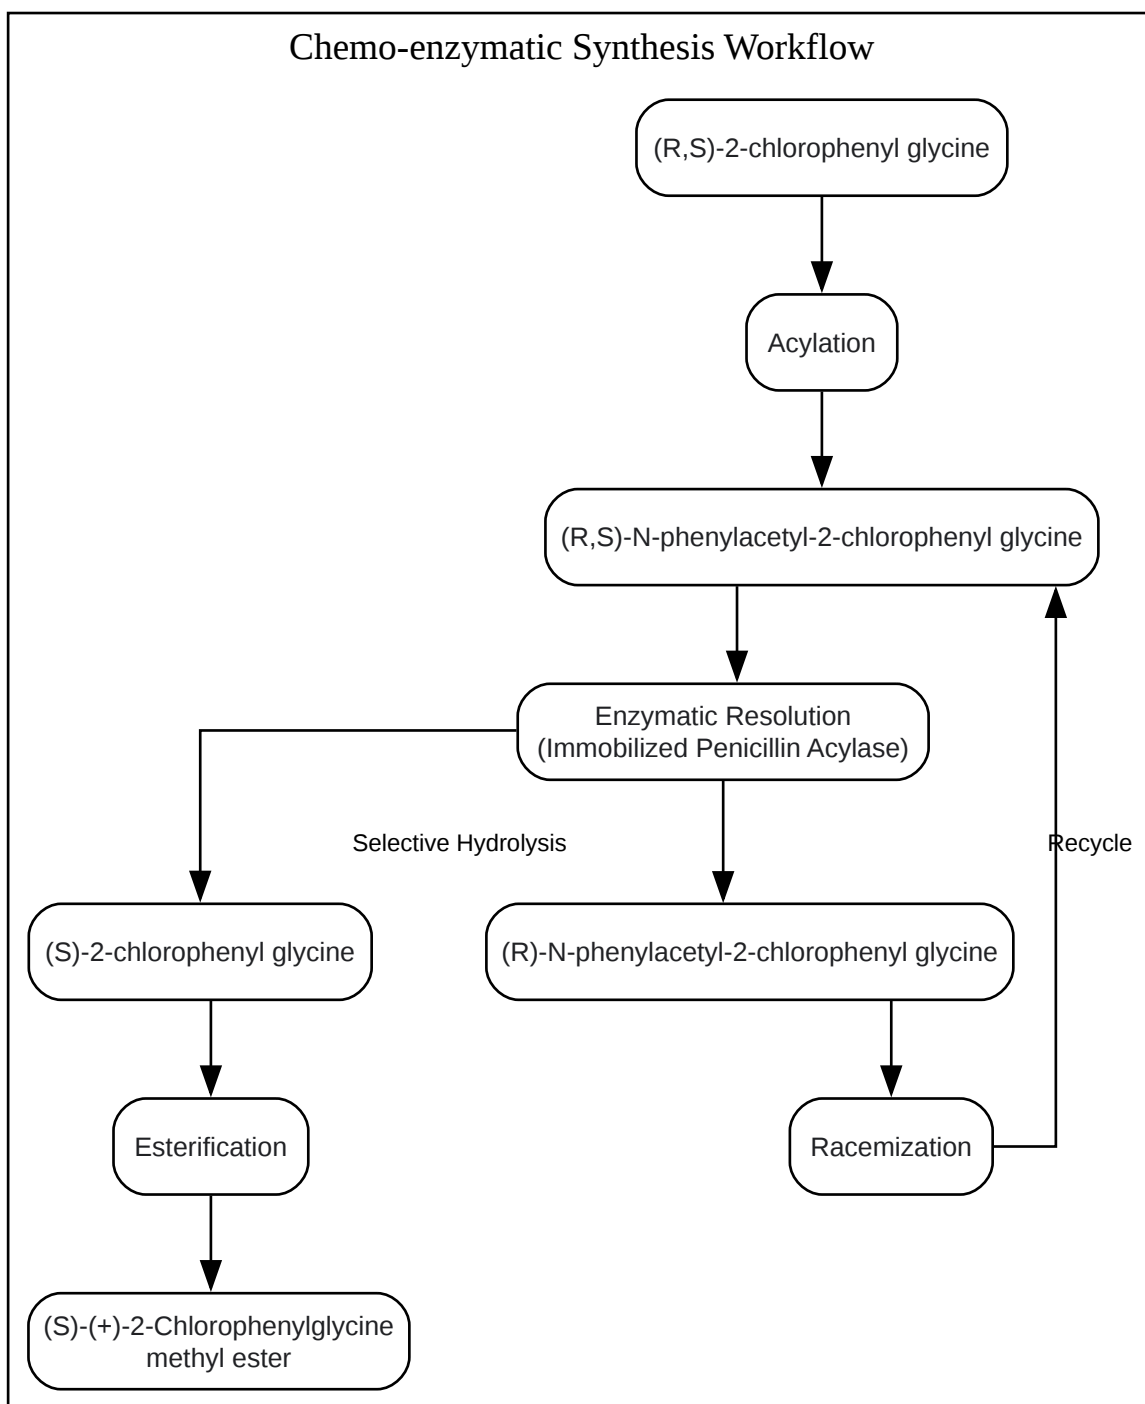 Chemo-enzymatic Synthesis Workflow
(R,S)-2-chlorophenyl glycine
Acylation
(R,S)-N-phenylacetyl-2-chlorophenyl glycine
Enzymatic Resolution
(Immobilized Penicillin Acylase)
Selective Hydrolysis
Recycle
(S)-2-chlorophenyl glycine
(R)-N-phenylacetyl-2-chlorophenyl glycine
Esterification
Racemization
(S)-(+)-2-Chlorophenylglycine
methyl ester